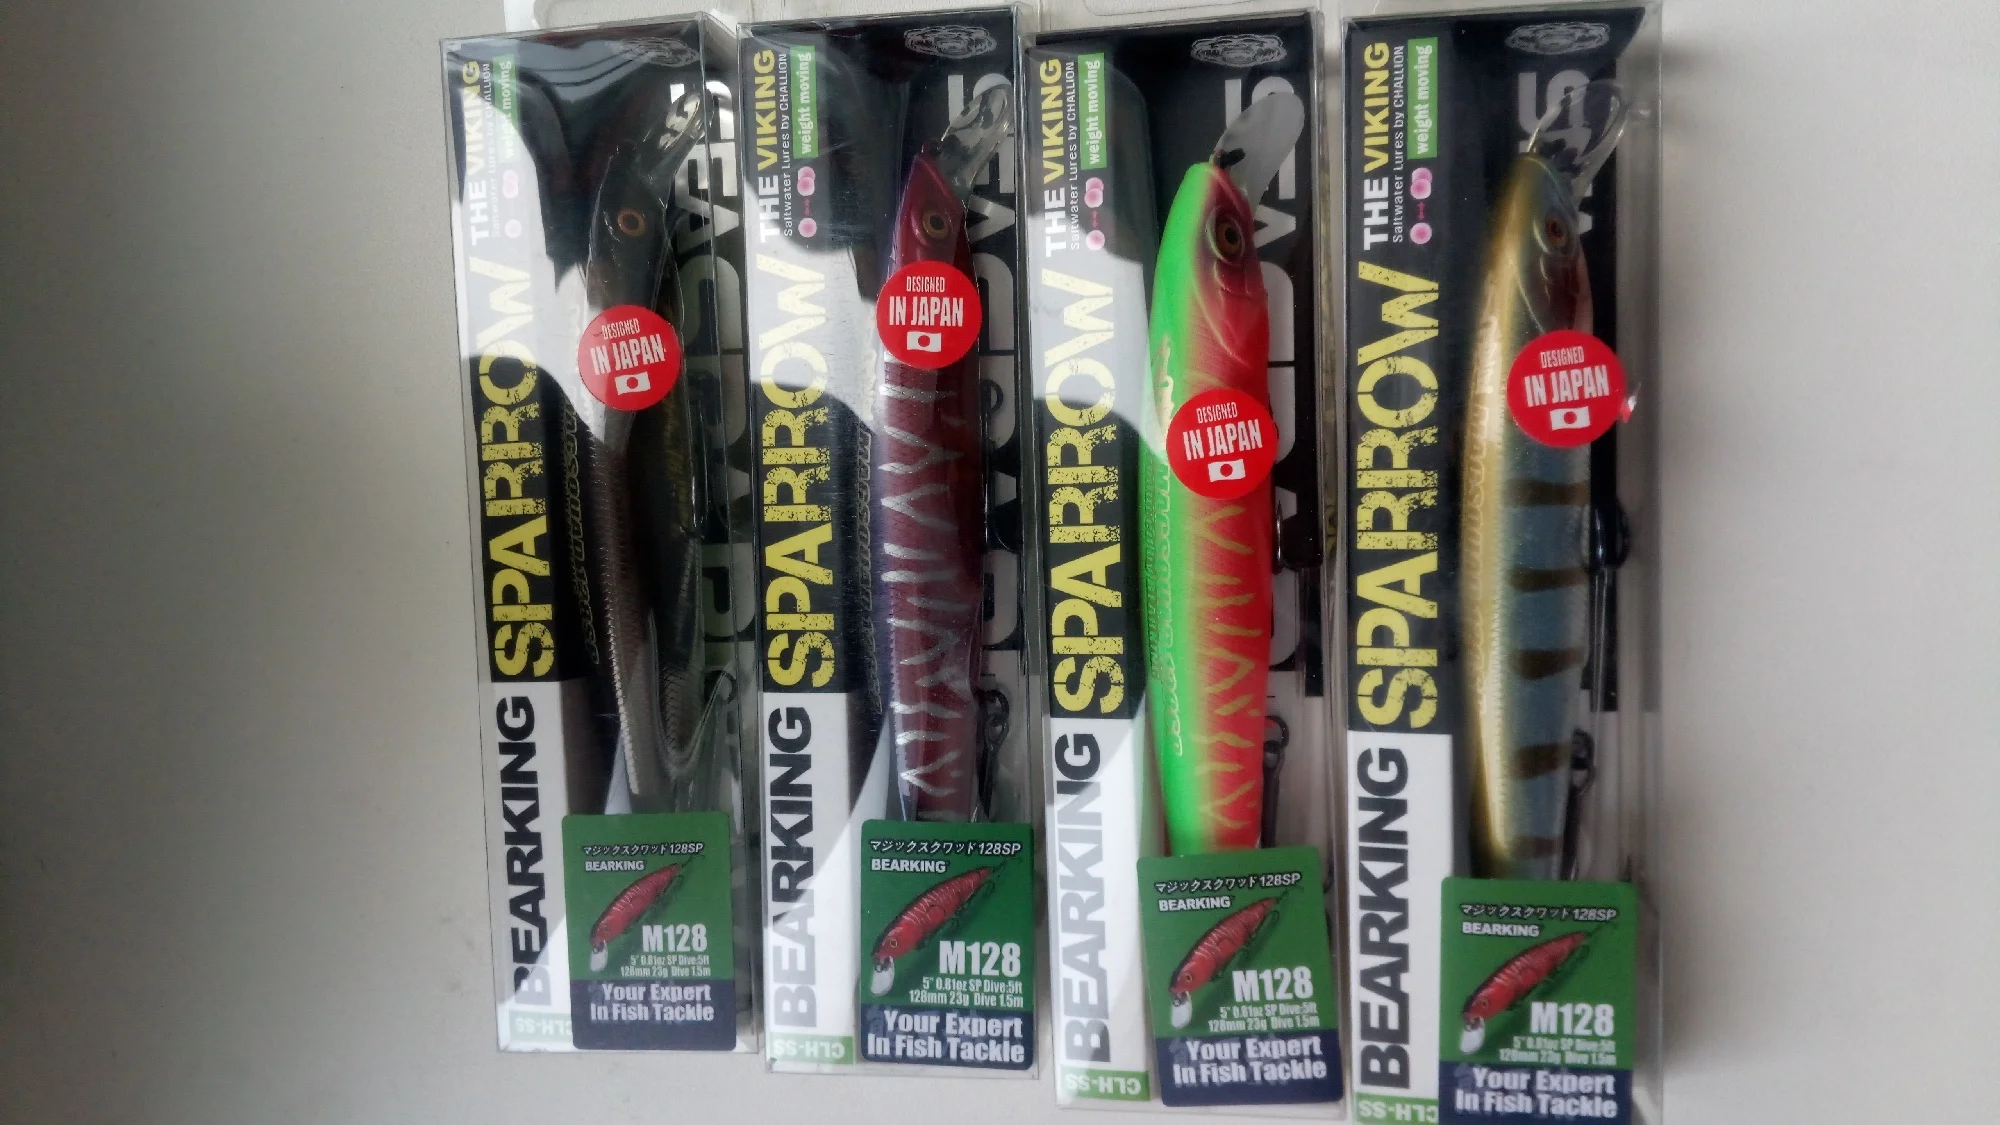 THE VIKING
Saltwater Lures by CHALLION
weight moving
SPARROW
BEARKING
DESIGNED
IN JAPAN
マジックスクワッド128SP
BEARKING
M128
5" 0.81oz SP Dive:5ft
128mm 23g Dive 1.5m
Your Expert
In Fish Tackle
CLH-SS
THE VIKING
Saltwater Lures by CHALLION
weight moving
SPARROW
BEARKING
DESIGNED
IN JAPAN
マジックスクワッド128SP
BEARKING
M128
5" 0.81oz SP Dive:5ft
128mm 23g Dive 1.5m
Your Expert
In Fish Tackle
CLH-SS
THE VIKING
Saltwater Lures by CHALLION
weight moving
SPARROW
BEARKING
DESIGNED
IN JAPAN
マジックスクワッド128SP
BEARKING
M128
5" 0.81oz SP Dive:5ft
128mm 23g Dive 1.5m
Your Expert
In Fish Tackle
CLH-SS
THE VIKING
Saltwater Lures by CHALLION
weight moving
SPARROW
BEARKING
DESIGNED
IN JAPAN
マジックスクワッド128SP
BEARKING
M128
5" 0.81oz SP Dive:5ft
128mm 23g Dive 1.5m
Your Expert
In Fish Tackle
CLH-SS